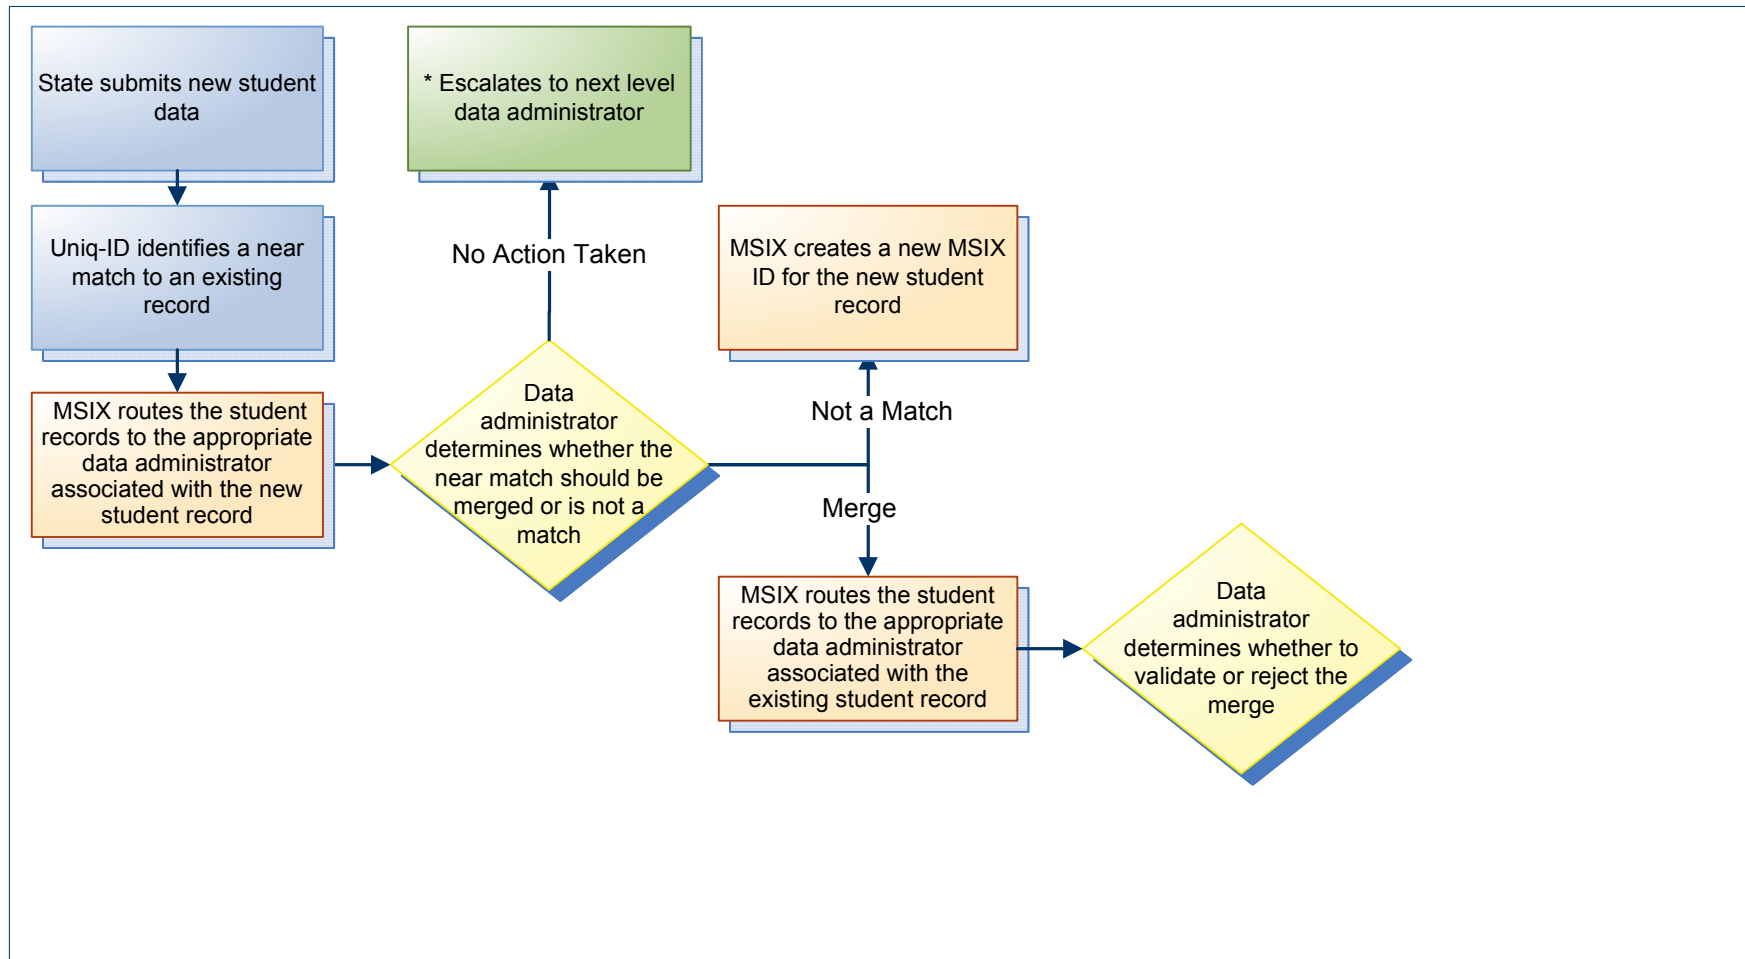 State submits new student
data
* Escalates to next level
data administrator
Uniq-ID identifies a near
match to an existing
record
No Action Taken
MSIX creates a new MSIX
ID for the new student
record
MSIX routes the student
records to the appropriate
data administrator
associated with the new
student record
Data
administrator
determines whether the
near match should be
merged or is not a
match
Not a Match
Merge
MSIX routes the student
records to the appropriate
data administrator
associated with the
existing student record
Data
administrator
determines whether to
validate or reject the
merge